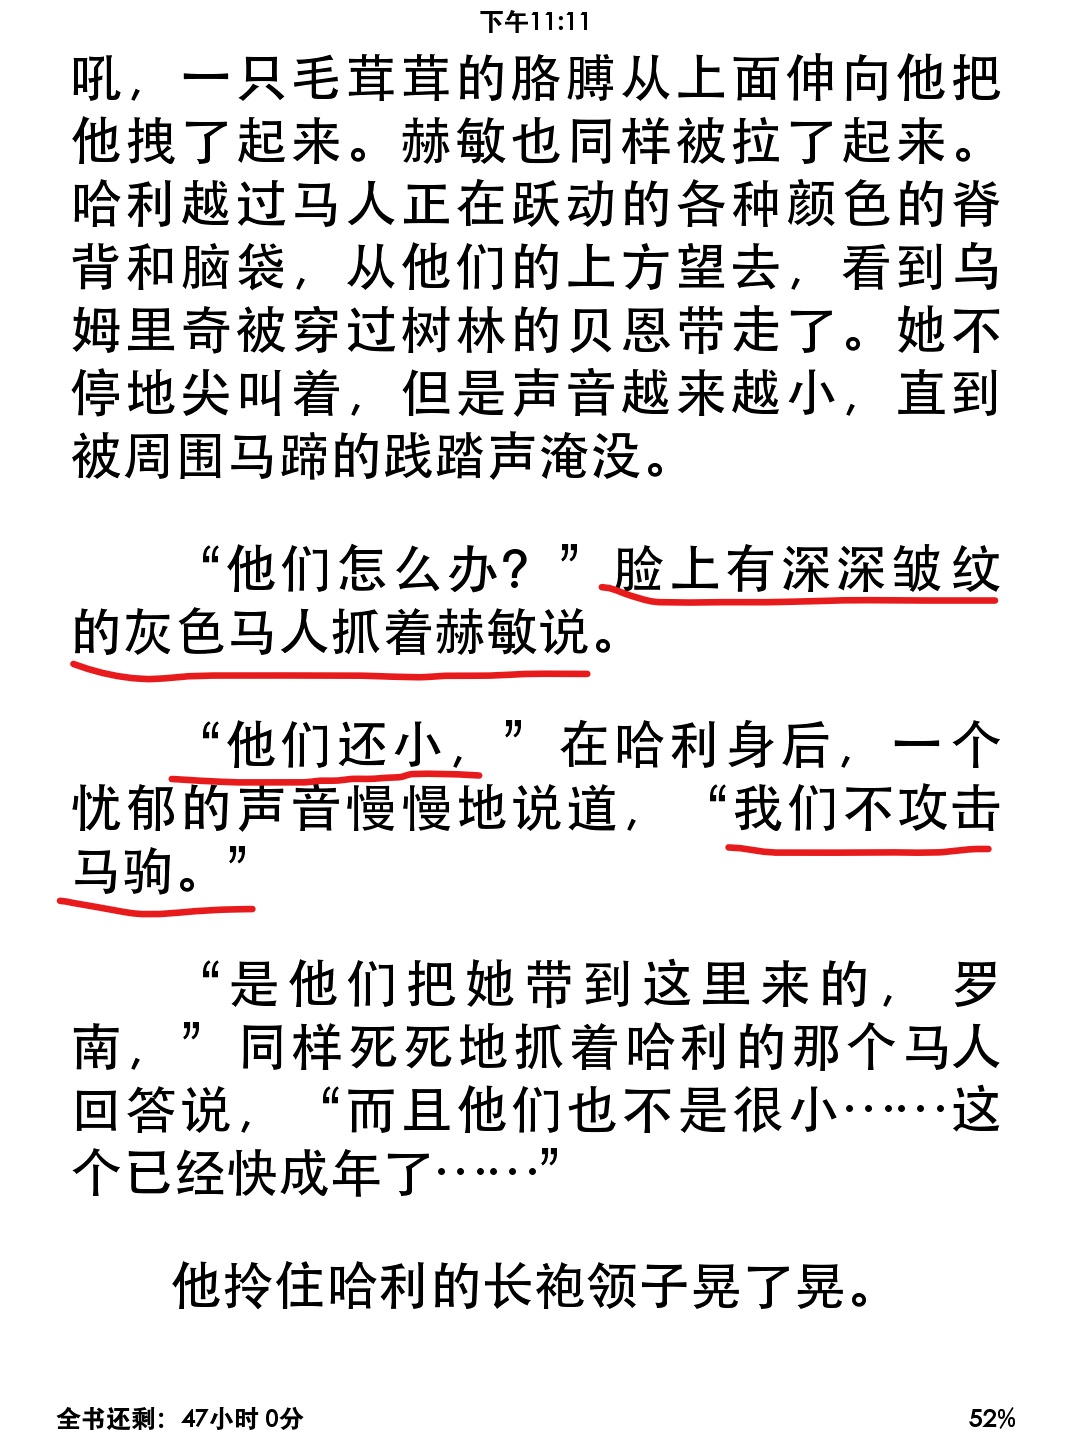 下午11:11
吼，一只毛茸茸的胳膊从上面伸向他把
他拽了起来。赫敏也同样被拉了起来。
哈利越过马人正在跃动的各种颜色的脊
背和脑袋，从他们的上方望去，看到乌
姆里奇被穿过树林的贝恩带走了。她不
停地尖叫着，但是声音越来越小，直到
被周围马蹄的践踏声淹没。
“他们怎么办？”脸上有深深皱纹
的灰色马人抓着赫敏说。
“他们还小，”在哈利身后，一个
忧郁的声音慢慢地说道，“我们不攻击
马驹。”
“是他们把她带到这里来的，罗
南，”同样死死地抓着哈利的那个马人
回答说，“而且他们也不是很小……这
个已经快成年了……”
他拎住哈利的长袍领子晃了晃。
全书还剩：47小时0分
52%